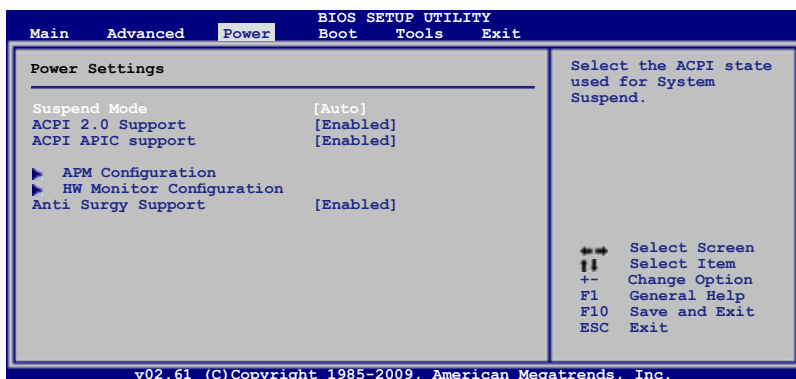 BIOS SETUP UTILITY
Main Advanced Power Boot Tools Exit
Power Settings
Suspend Mode [Auto]
ACPI 2.0 Support [Enabled]
ACPI APIC support [Enabled]
APM Configuration
HW Monitor Configuration
Anti Surgy Support [Enabled]
Select the ACPI state
used for System
Suspend.
←→ Select Screen
↑↓ Select Item
+- Change Option
F1 General Help
F10 Save and Exit
ESC Exit
v02.61 (C)Copyright 1985-2009, American Megatrends, Inc.